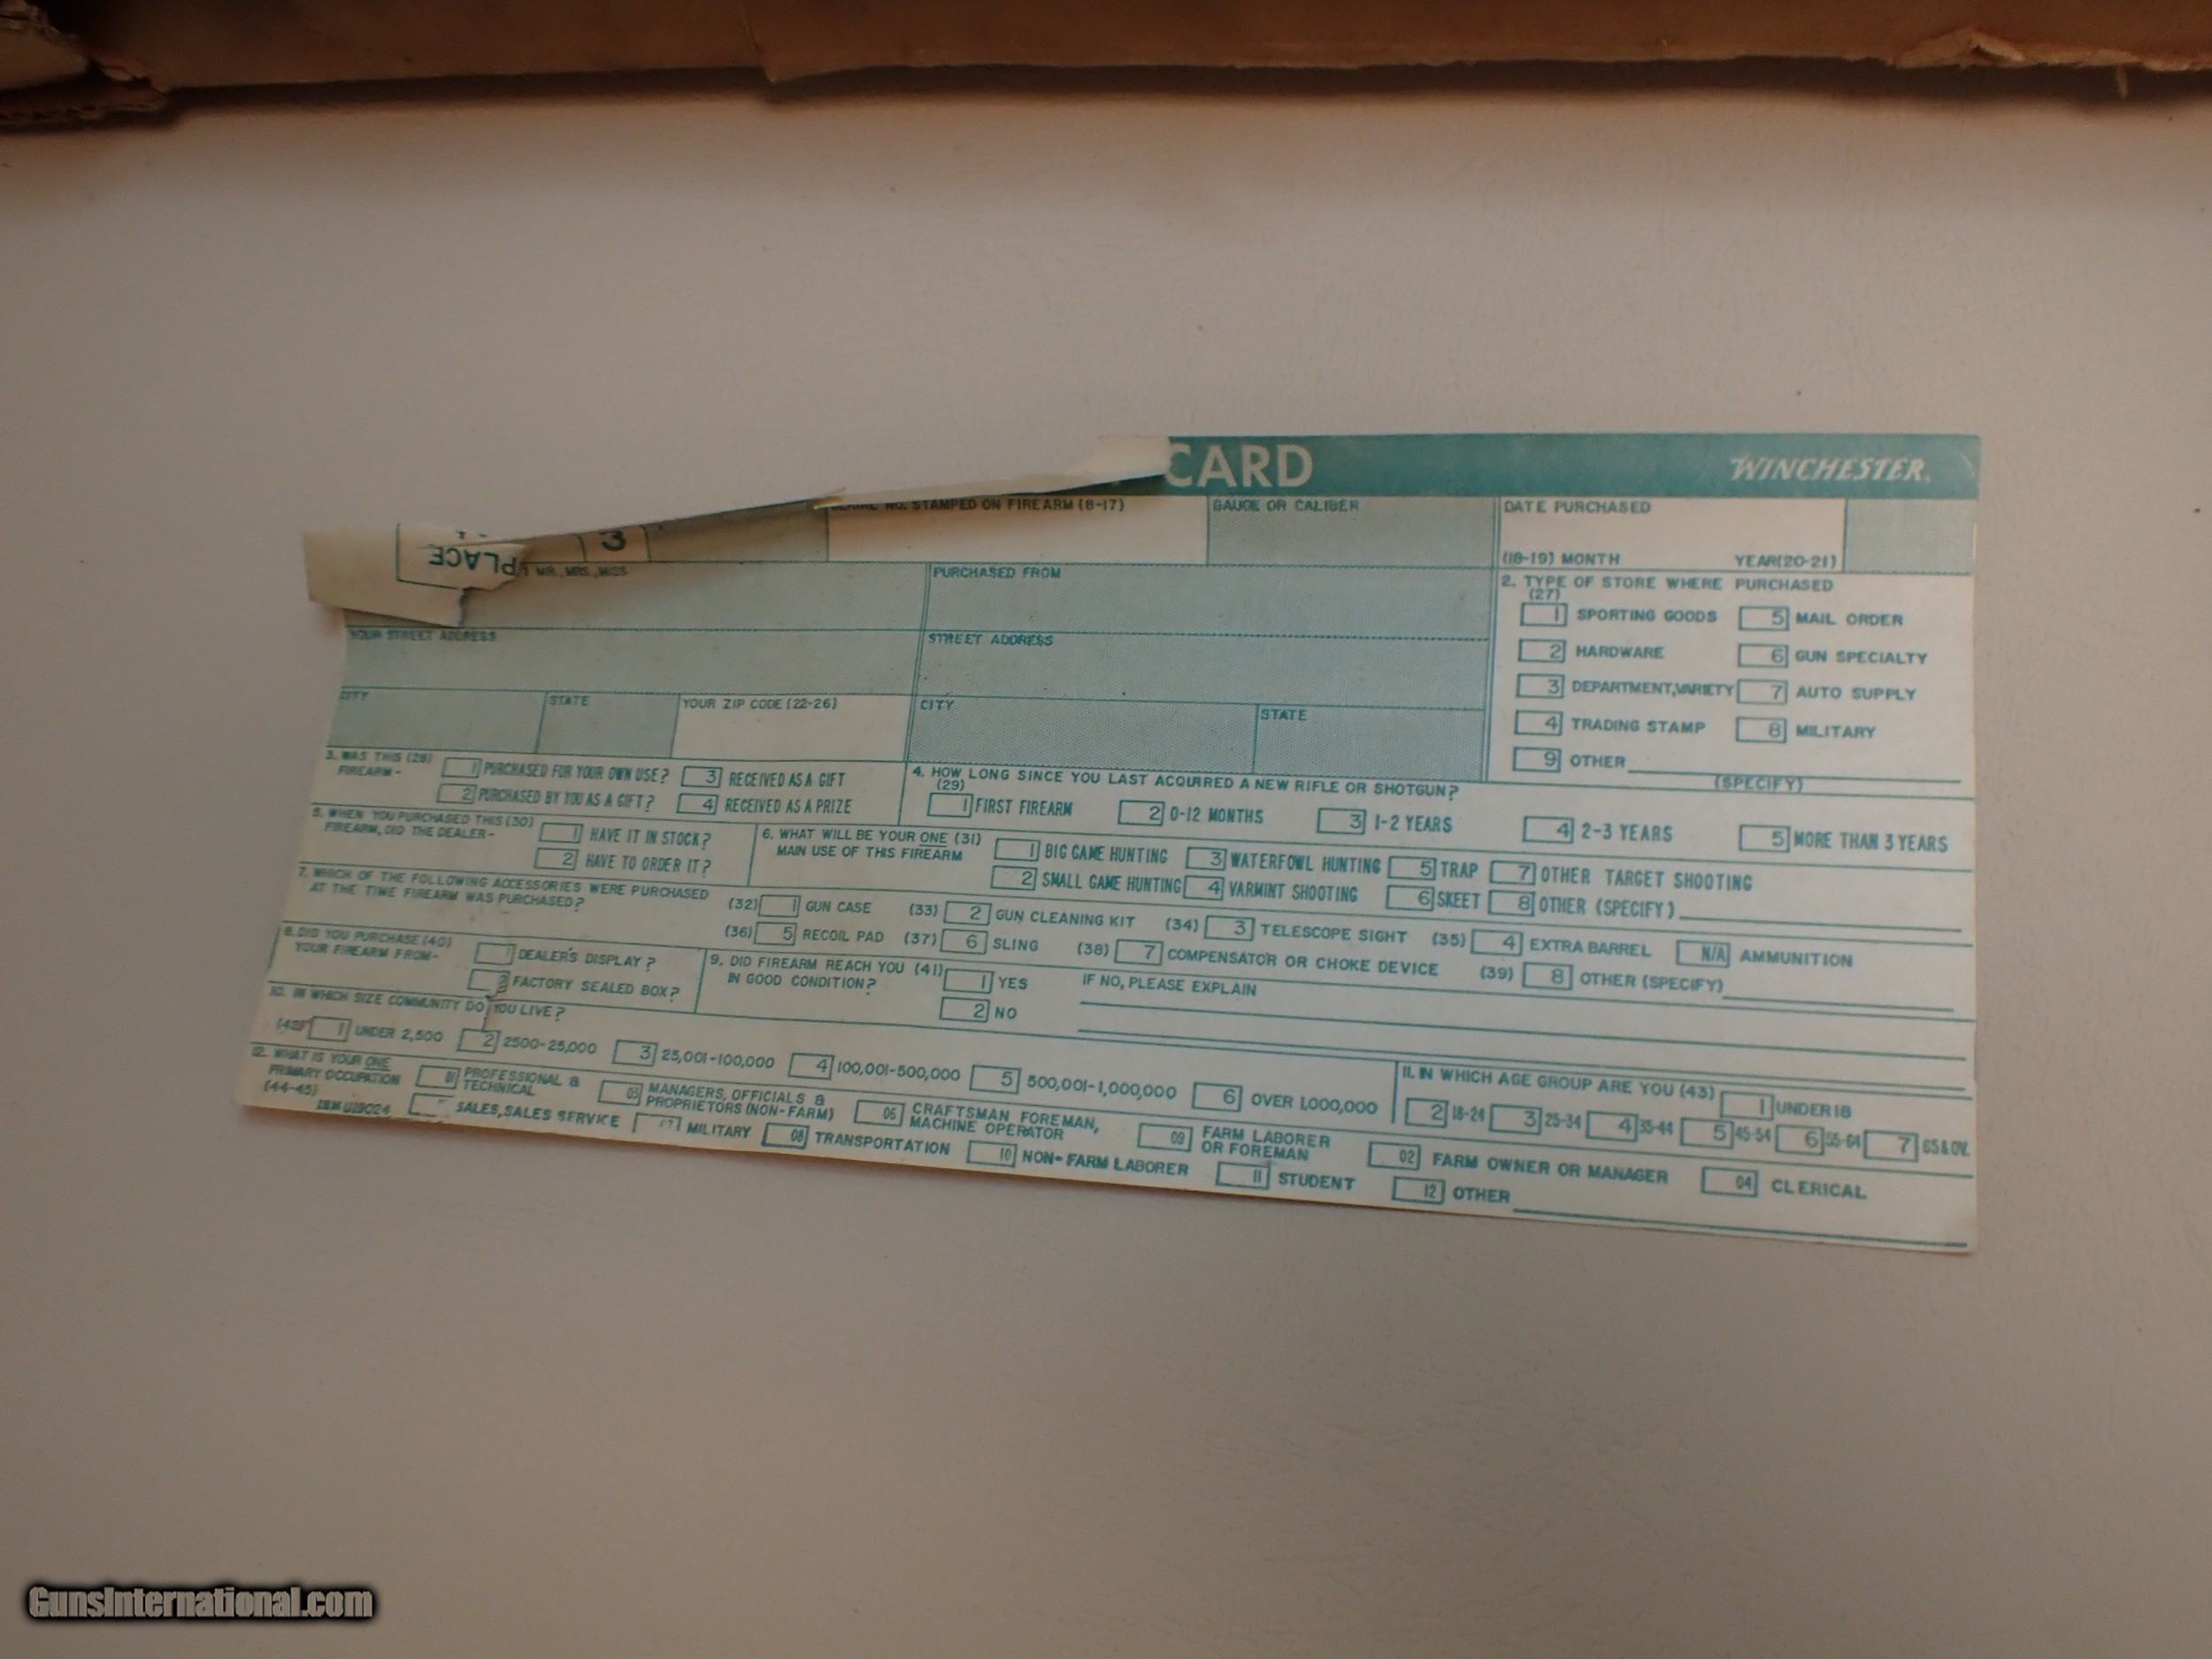 CARD WINCHESTER.
SERIAL NO. STAMPED ON FIREARM (8-17) GAUGE OR CALIBER DATE PURCHASED
(18-19) MONTH YEAR(20-21)
3
PLACE
MR., MRS., MISS PURCHASED FROM
2. TYPE OF STORE WHERE PURCHASED
(27)
1 SPORTING GOODS 5 MAIL ORDER
YOUR STREET ADDRESS STREET ADDRESS
2 HARDWARE 6 GUN SPECIALTY
3 DEPARTMENT, VARIETY 7 AUTO SUPPLY
CITY STATE YOUR ZIP CODE (22-26) CITY STATE
4 TRADING STAMP 8 MILITARY
9 OTHER
(SPECIFY)
3. WAS THIS (28)
FIREARM-
1 PURCHASED FOR YOUR OWN USE? 3 RECEIVED AS A GIFT
2 PURCHASED BY YOU AS A GIFT? 4 RECEIVED AS A PRIZE
4. HOW LONG SINCE YOU LAST ACQUIRRED A NEW RIFLE OR SHOTGUN?
(29)
1 FIRST FIREARM 2 0-12 MONTHS 3 1-2 YEARS 4 2-3 YEARS 5 MORE THAN 3 YEARS
5. WHEN YOU PURCHASED THIS (30)
FIREARM, DID THE DEALER-
1 HAVE IT IN STOCK?
2 HAVE TO ORDER IT?
6. WHAT WILL BE YOUR ONE (31)
MAIN USE OF THIS FIREARM
1 BIG GAME HUNTING 3 WATERFOWL HUNTING 5 TRAP 7 OTHER TARGET SHOOTING
2 SMALL GAME HUNTING 4 VARMINT SHOOTING 6 SKEET 8 OTHER (SPECIFY)
7. WHICH OF THE FOLLOWING ACCESSORIES WERE PURCHASED
AT THE TIME FIREARM WAS PURCHASED?
(32) 1 GUN CASE (33) 2 GUN CLEANING KIT (34) 3 TELESCOPE SIGHT (35) 4 EXTRA BARREL N/A AMMUNITION
(36) 5 RECOIL PAD (37) 6 SLING (38) 7 COMPENSATOR OR CHOKE DEVICE (39) 8 OTHER (SPECIFY)
8. DID YOU PURCHASE (40)
YOUR FIREARM FROM-
1 DEALER'S DISPLAY?
2 FACTORY SEALED BOX?
9. DID FIREARM REACH YOU (41)
IN GOOD CONDITION?
1 YES IF NO, PLEASE EXPLAIN
2 NO
10. IN WHICH SIZE COMMUNITY DO YOU LIVE?
(42) 1 UNDER 2,500 2 2500-25,000 3 25,001-100,000 4 100,001-500,000 5 500,001-1,000,000 6 OVER 1,000,000
11. IN WHICH AGE GROUP ARE YOU (43) 1 UNDER 18
2 18-24 3 25-34 4 35-44 5 45-54 6 55-64 7 65 & OV.
12. WHAT IS YOUR ONE
PRIMARY OCCUPATION
(44-45)
01 PROFESSIONAL &
TECHNICAL
03 MANAGERS, OFFICIALS &
PROPRIETORS (NON-FARM)
06 CRAFTSMAN, FOREMAN,
MACHINE OPERATOR
09 FARM LABORER
OR FOREMAN
02 FARM OWNER OR MANAGER 04 CLERICAL
IBM U19024
SALES, SALES SERVICE MILITARY 08 TRANSPORTATION 10 NON-FARM LABORER 11 STUDENT 12 OTHER
GunsInternational.com